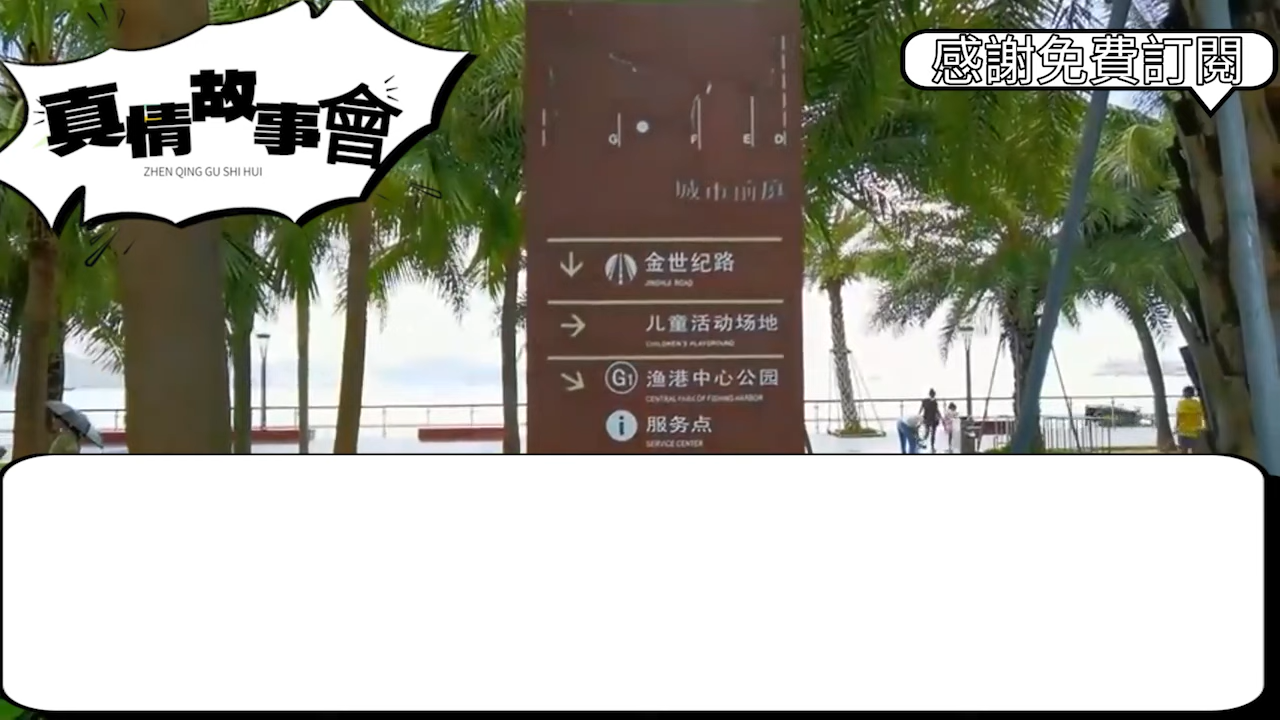 真情故事會
ZHEN QING GU SHI HUI
感謝免費訂閱
G F E D
城市前庭
金世纪路
儿童活动场地
CHILDREN'S PLAYGROUND
G1 渔港中心公园
CENTRAL PARK OF FISHING HARBOR
i 服务点
SERVICE CENTER